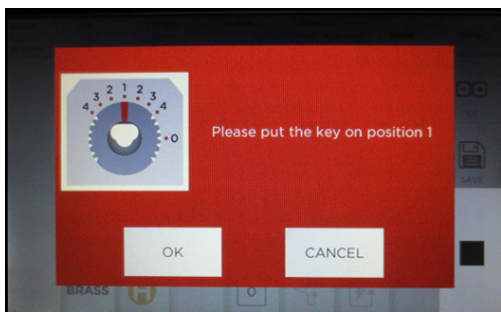 1
2 2
3 3
4 4
0
Please put the key on position 1
OK
CANCEL
SAVE
BRASS
H
0